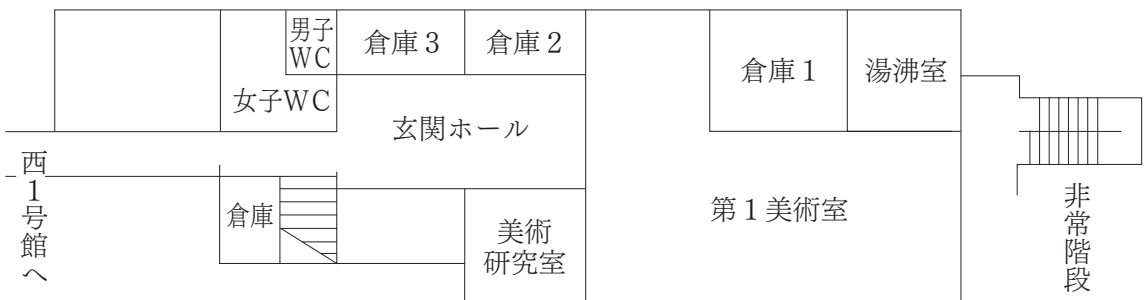 男子
WC
倉庫3
倉庫2
倉庫1
湯沸室
女子WC
玄関ホール
西1号館へ
倉庫
美術
研究室
第1美術室
非常階段